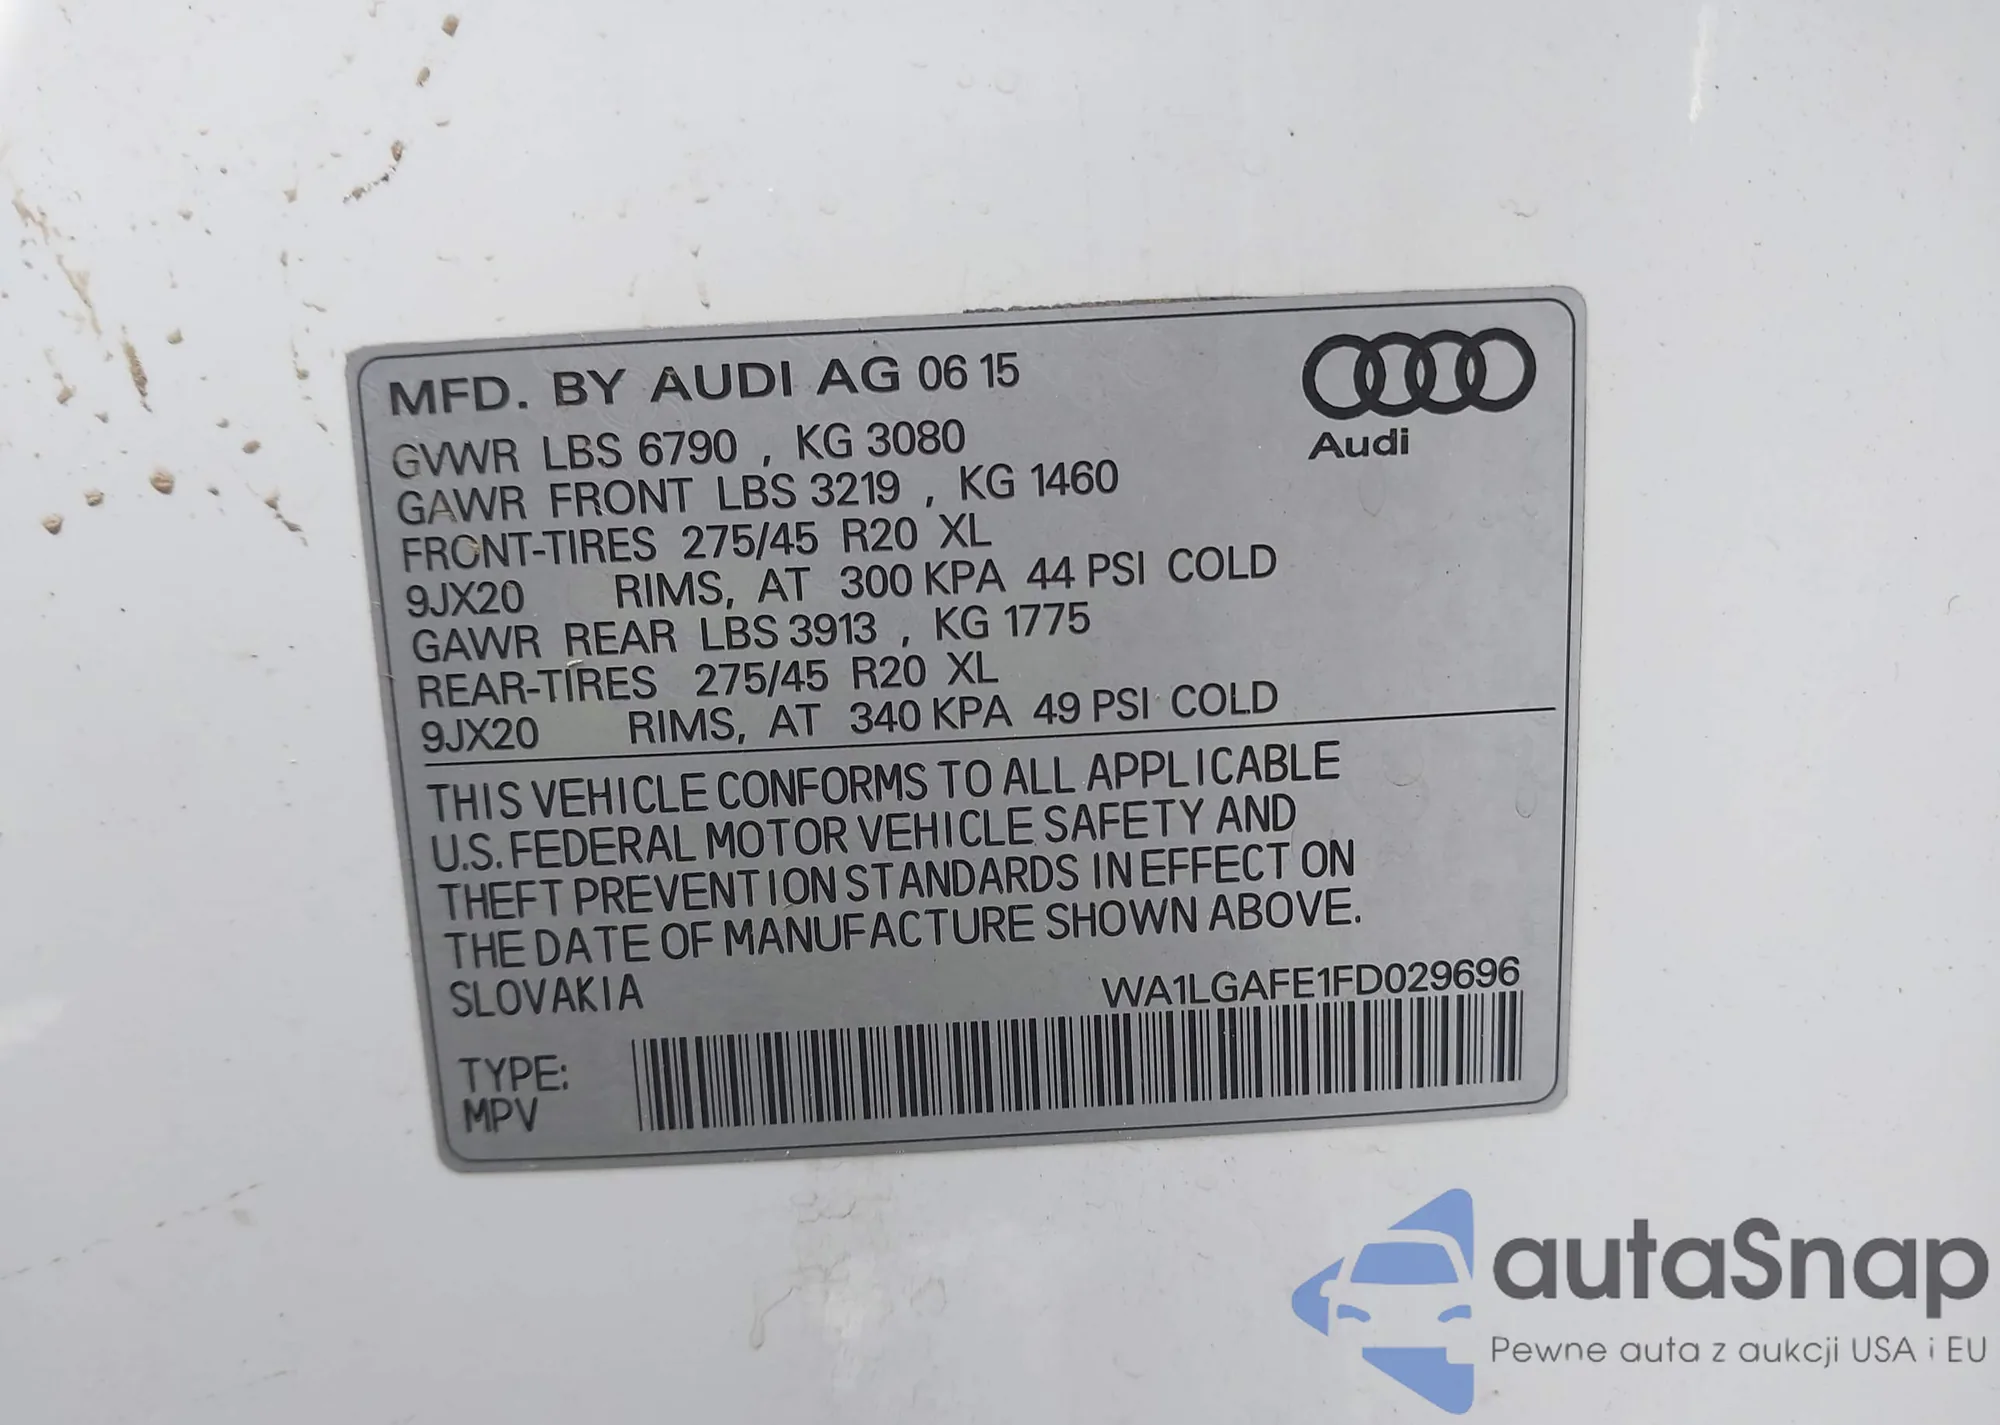 MFD. BY AUDI AG 06 15
Audi
GVWR LBS 6790 , KG 3080
GAWR FRONT LBS 3219 , KG 1460
FRONT-TIRES 275/45 R20 XL
9JX20 RIMS, AT 300 KPA 44 PSI COLD
GAWR REAR LBS 3913 , KG 1775
REAR-TIRES 275/45 R20 XL
9JX20 RIMS, AT 340 KPA 49 PSI COLD
THIS VEHICLE CONFORMS TO ALL APPLICABLE
U.S. FEDERAL MOTOR VEHICLE SAFETY AND
THEFT PREVENTION STANDARDS IN EFFECT ON
THE DATE OF MANUFACTURE SHOWN ABOVE.
SLOVAKIA WA1LGAFE1FD029696
TYPE:
MPV
autaSnap
Pewne auta z aukcji USA i EU